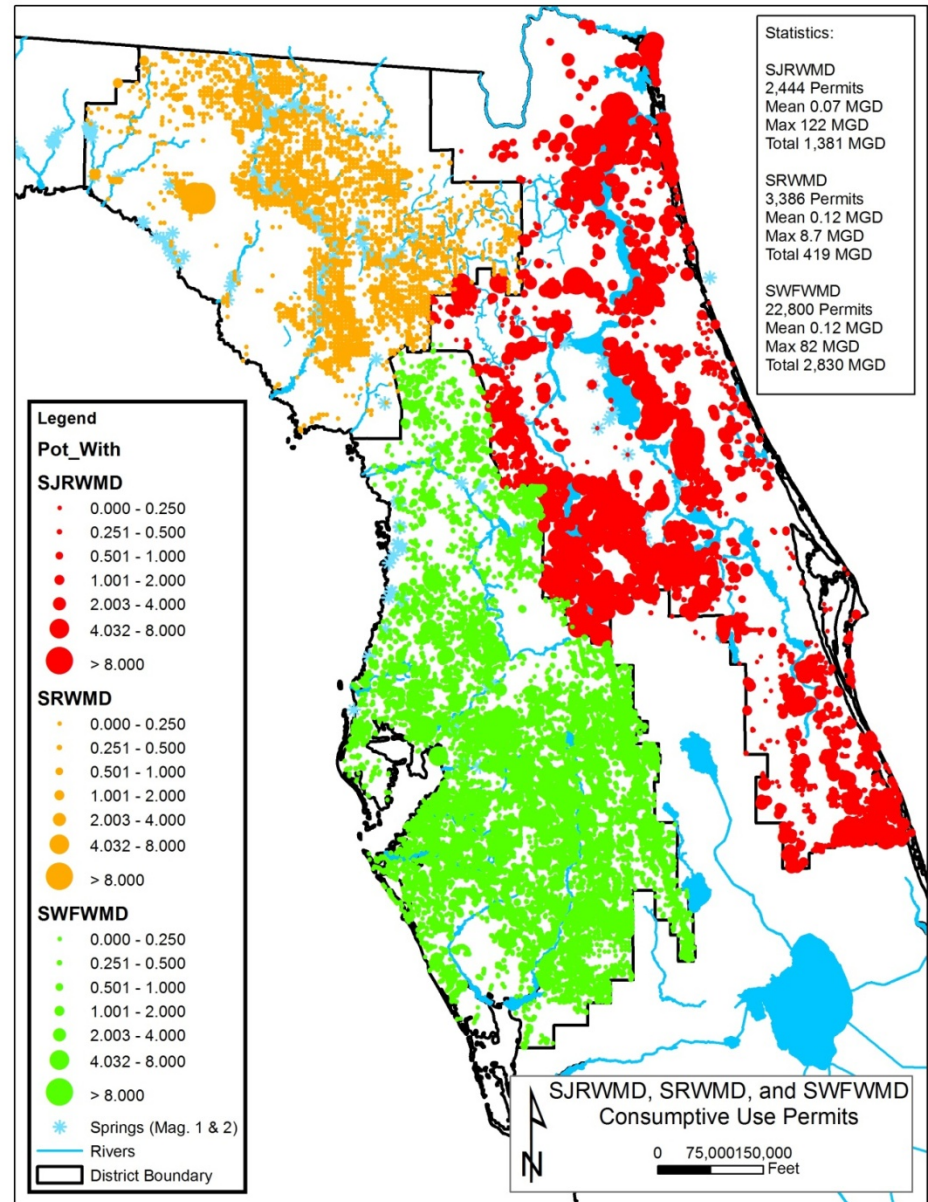 Statistics:
SJRWMD
2,444 Permits
Mean 0.07 MGD
Max 122 MGD
Total 1,381 MGD
SRWMD
3,386 Permits
Mean 0.12 MGD
Max 8.7 MGD
Total 419 MGD
SWFWMD
22,800 Permits
Mean 0.12 MGD
Max 82 MGD
Total 2,830 MGD
Legend
Pot_With
SJRWMD
0.000 - 0.250
0.251 - 0.500
0.501 - 1.000
1.001 - 2.000
2.003 - 4.000
4.032 - 8.000
> 8.000
SRWMD
0.000 - 0.250
0.251 - 0.500
0.501 - 1.000
1.001 - 2.000
2.003 - 4.000
4.032 - 8.000
> 8.000
SWFWMD
0.000 - 0.250
0.251 - 0.500
0.501 - 1.000
1.001 - 2.000
2.003 - 4.000
4.032 - 8.000
> 8.000
Springs (Mag. 1 & 2)
Rivers
District Boundary
SJRWMD, SRWMD, and SWFWMD
Consumptive Use Permits
0 75,000150,000
Feet
N